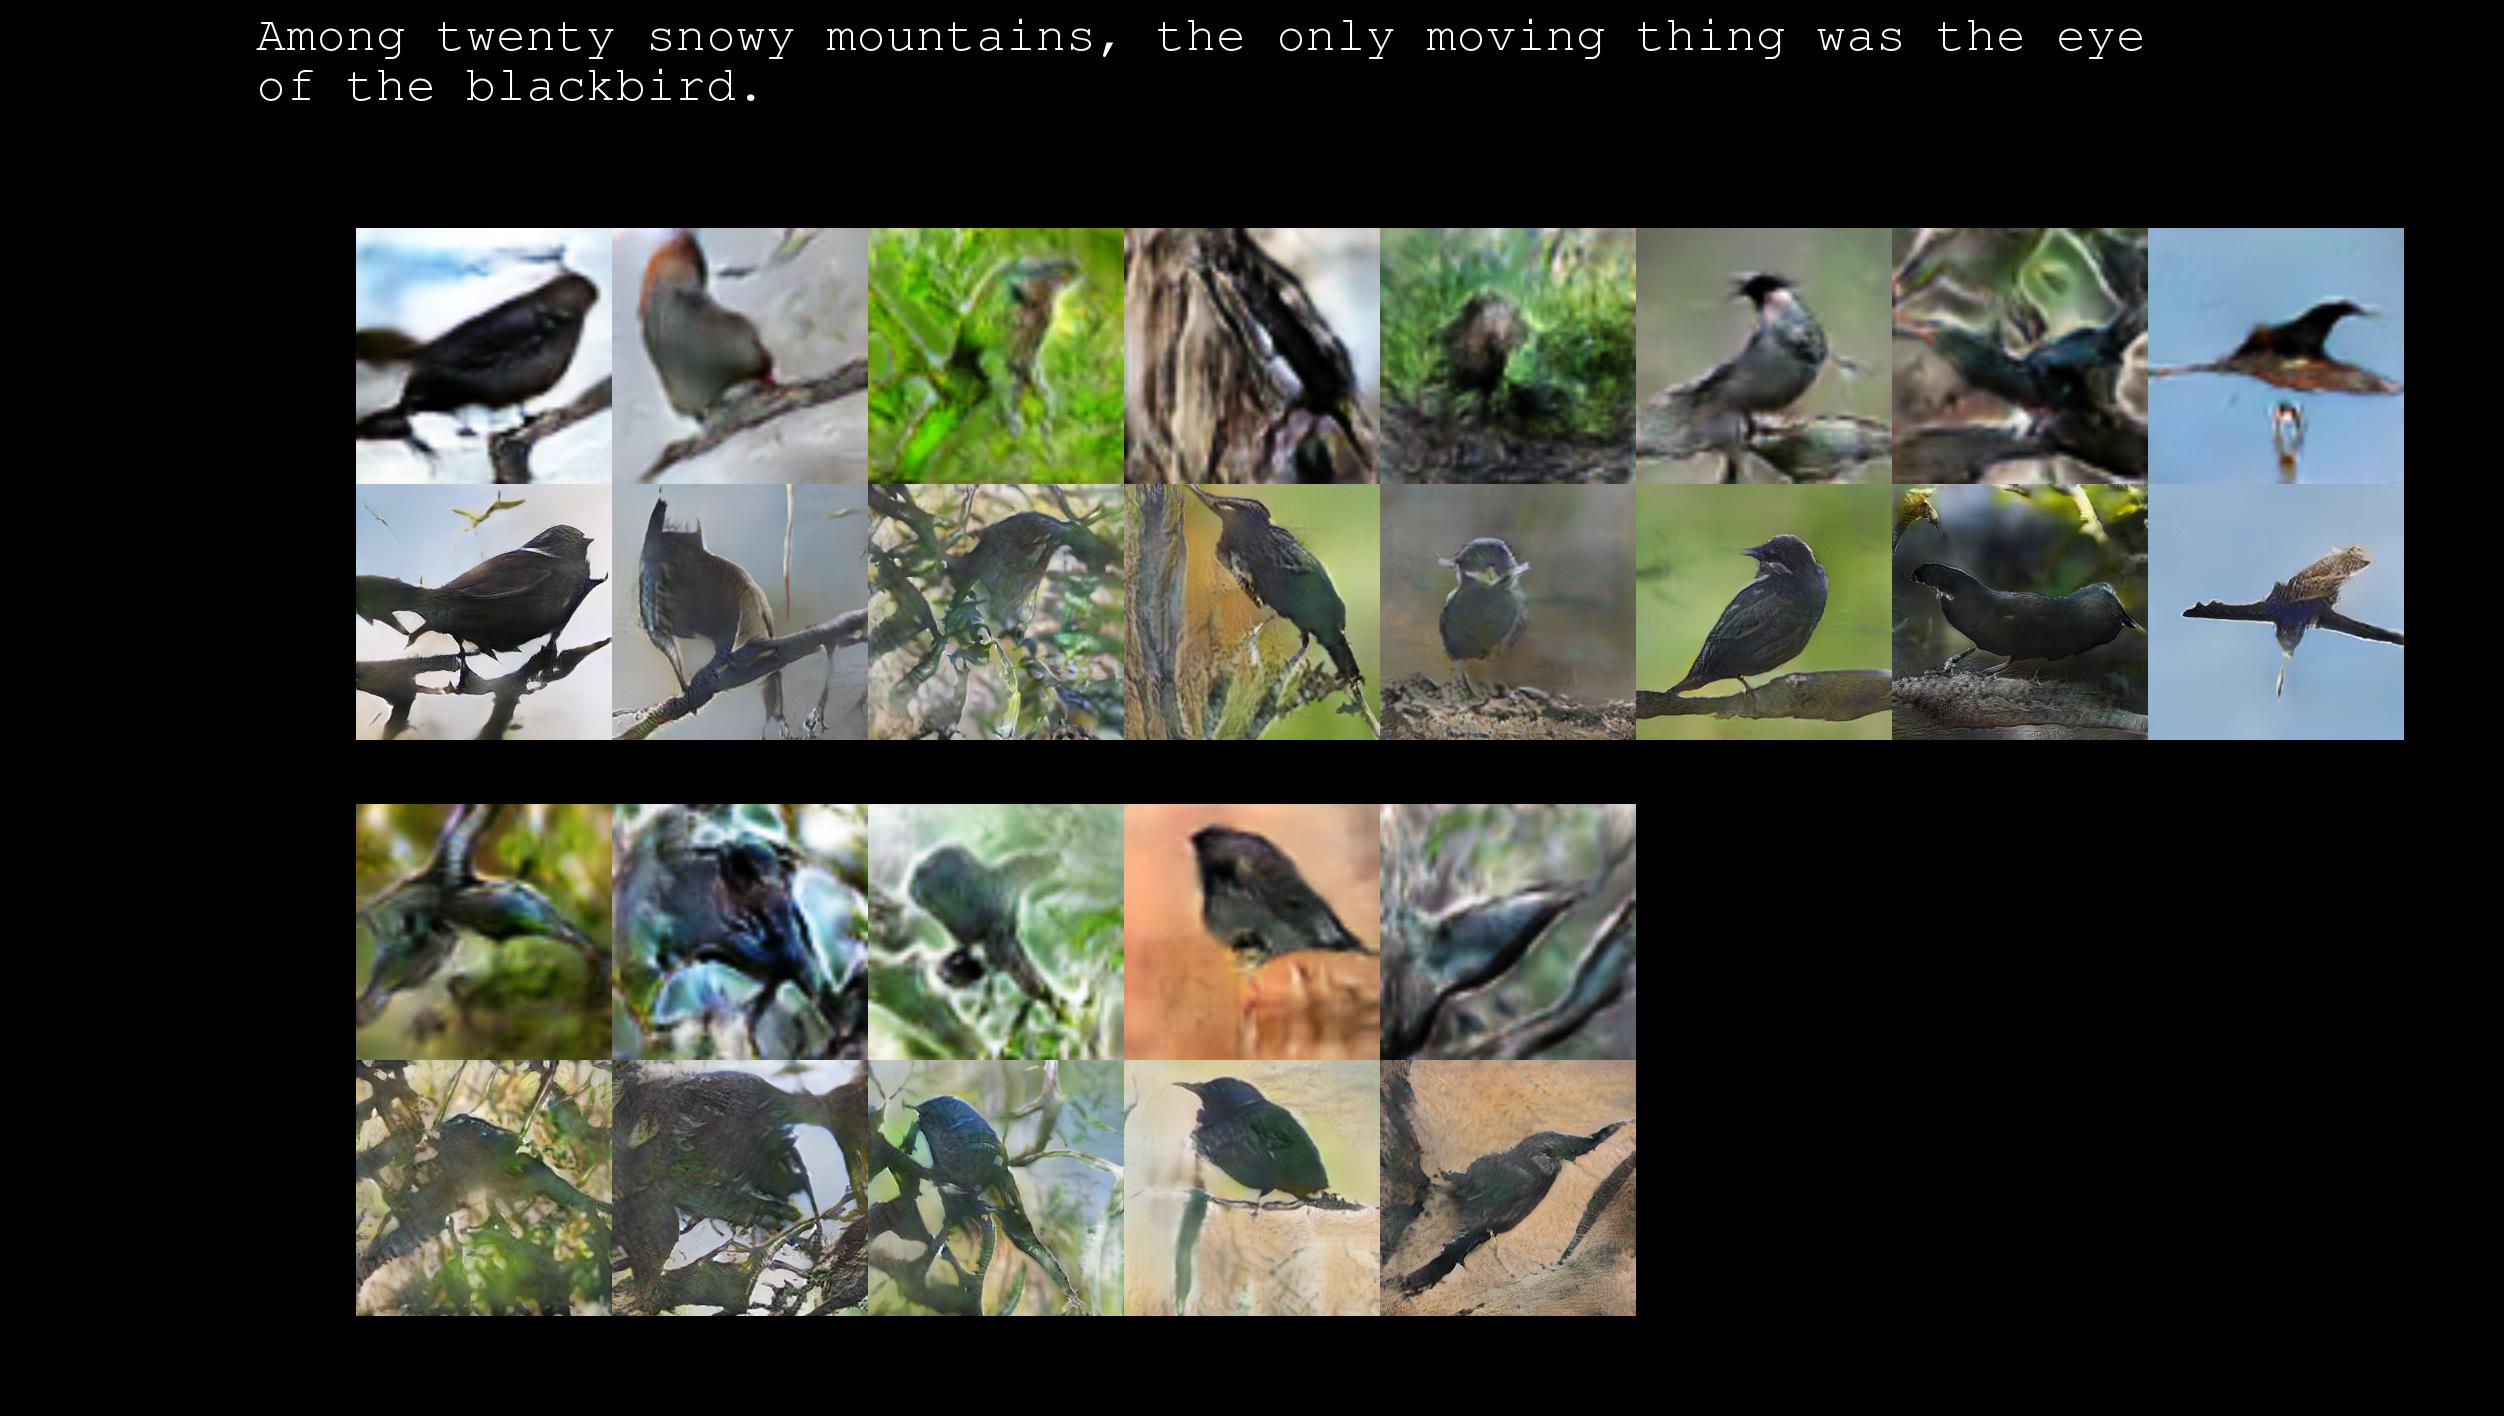 Among twenty snowy mountains, the only moving thing was the eye
of the blackbird.